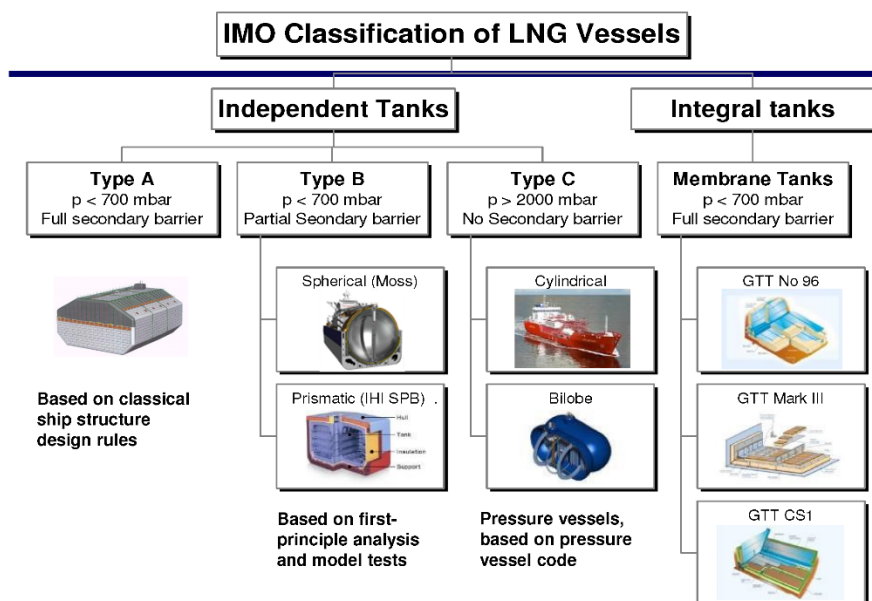 IMO Classification of LNG Vessels
Independent Tanks
Integral tanks
Type A
p < 700 mbar
Full secondary barrier
Type B
p < 700 mbar
Partial Seondary barrier
Type C
p > 2000 mbar
No Secondary barrier
Membrane Tanks
p < 700 mbar
Full secondary barrier
Spherical (Moss)
Cylindrical
GTT No 96
Based on classical
ship structure
design rules
Prismatic (IHI SPB) .
Hull
Tank
Insulation
Support
Bilobe
GTT Mark III
Based on first-
principle analysis
and model tests
Pressure vessels,
based on pressure
vessel code
GTT CS1